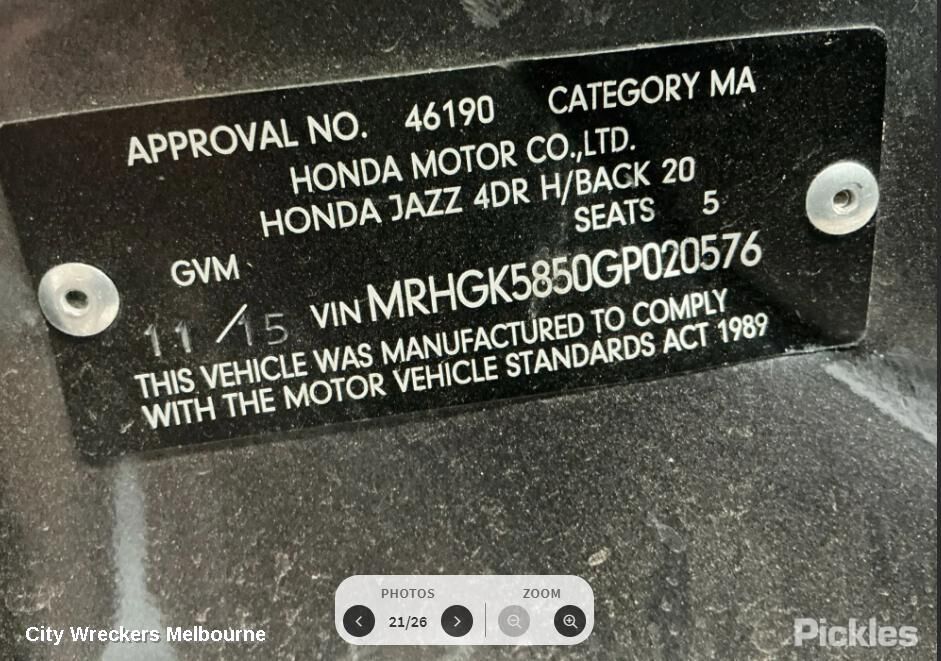 APPROVAL NO. 46190 CATEGORY MA
HONDA MOTOR CO.,LTD.
HONDA JAZZ 4DR H/BACK 20
SEATS 5
GVM
11/15 VIN MRHGK5850GP020576
THIS VEHICLE WAS MANUFACTURED TO COMPLY
WITH THE MOTOR VEHICLE STANDARDS ACT 1989
PHOTOS ZOOM
21/26
City Wreckers Melbourne
Pickles